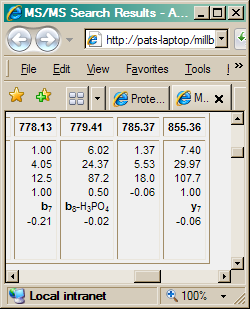 MS/MS Search Results - A...
http://pats-laptop/millb
File Edit View Favorites Tools
Prote... M...
778.13 779.41 785.37 855.36
1.00 6.02 1.37 7.40
4.05 24.37 5.53 29.97
12.5 87.2 18.0 107.7
1.00 0.50 -0.06 1.00
b7 b8-H3PO4 y7
-0.21 -0.02 -0.06
Local intranet 100%